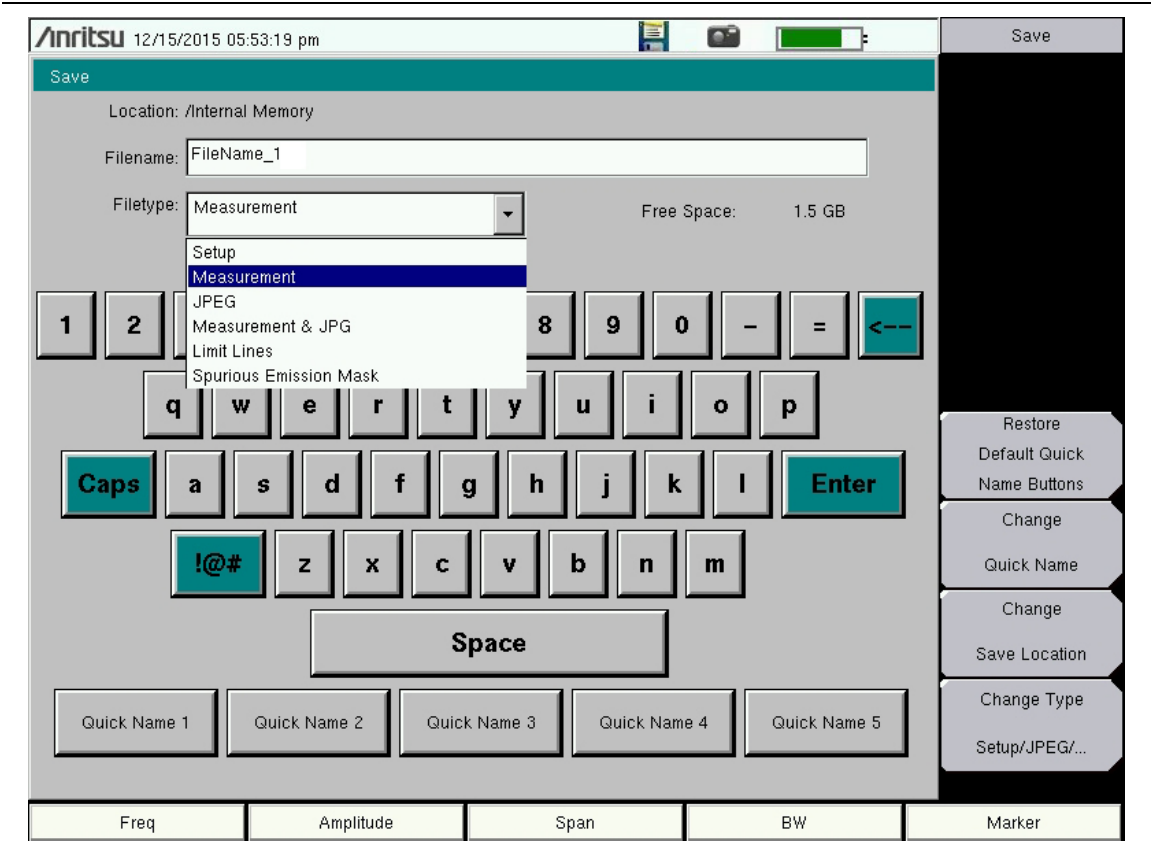 Anritsu 12/15/2015 05:53:19 pm
Save
Save
Location: /Internal Memory
Filename: FileName_1
Filetype: Measurement
Free Space: 1.5 GB
Setup
Measurement
JPEG
Measurement & JPG
Limit Lines
Spurious Emission Mask
1 2 8 9 0 - = <--
q w e r t y u i o p
Caps a s d f g h j k l Enter
!@# z x c v b n m
Space
Quick Name 1 Quick Name 2 Quick Name 3 Quick Name 4 Quick Name 5
Restore
Default Quick
Name Buttons
Change
Quick Name
Change
Save Location
Change Type
Setup/JPEG/...
Freq Amplitude Span BW Marker